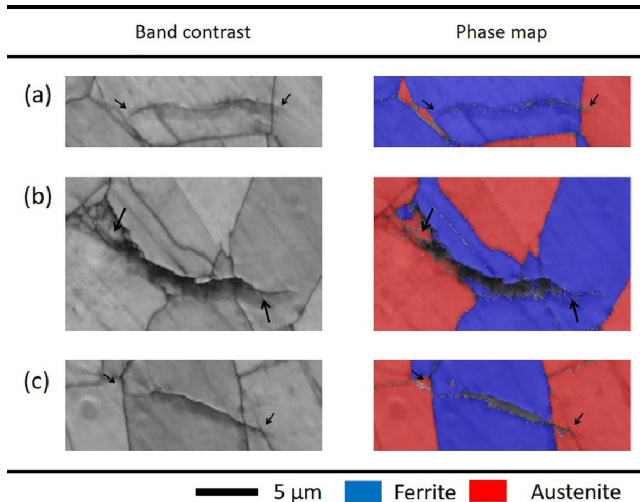 Band contrast Phase map
(a)
(b)
(c)
5 µm Ferrite Austenite